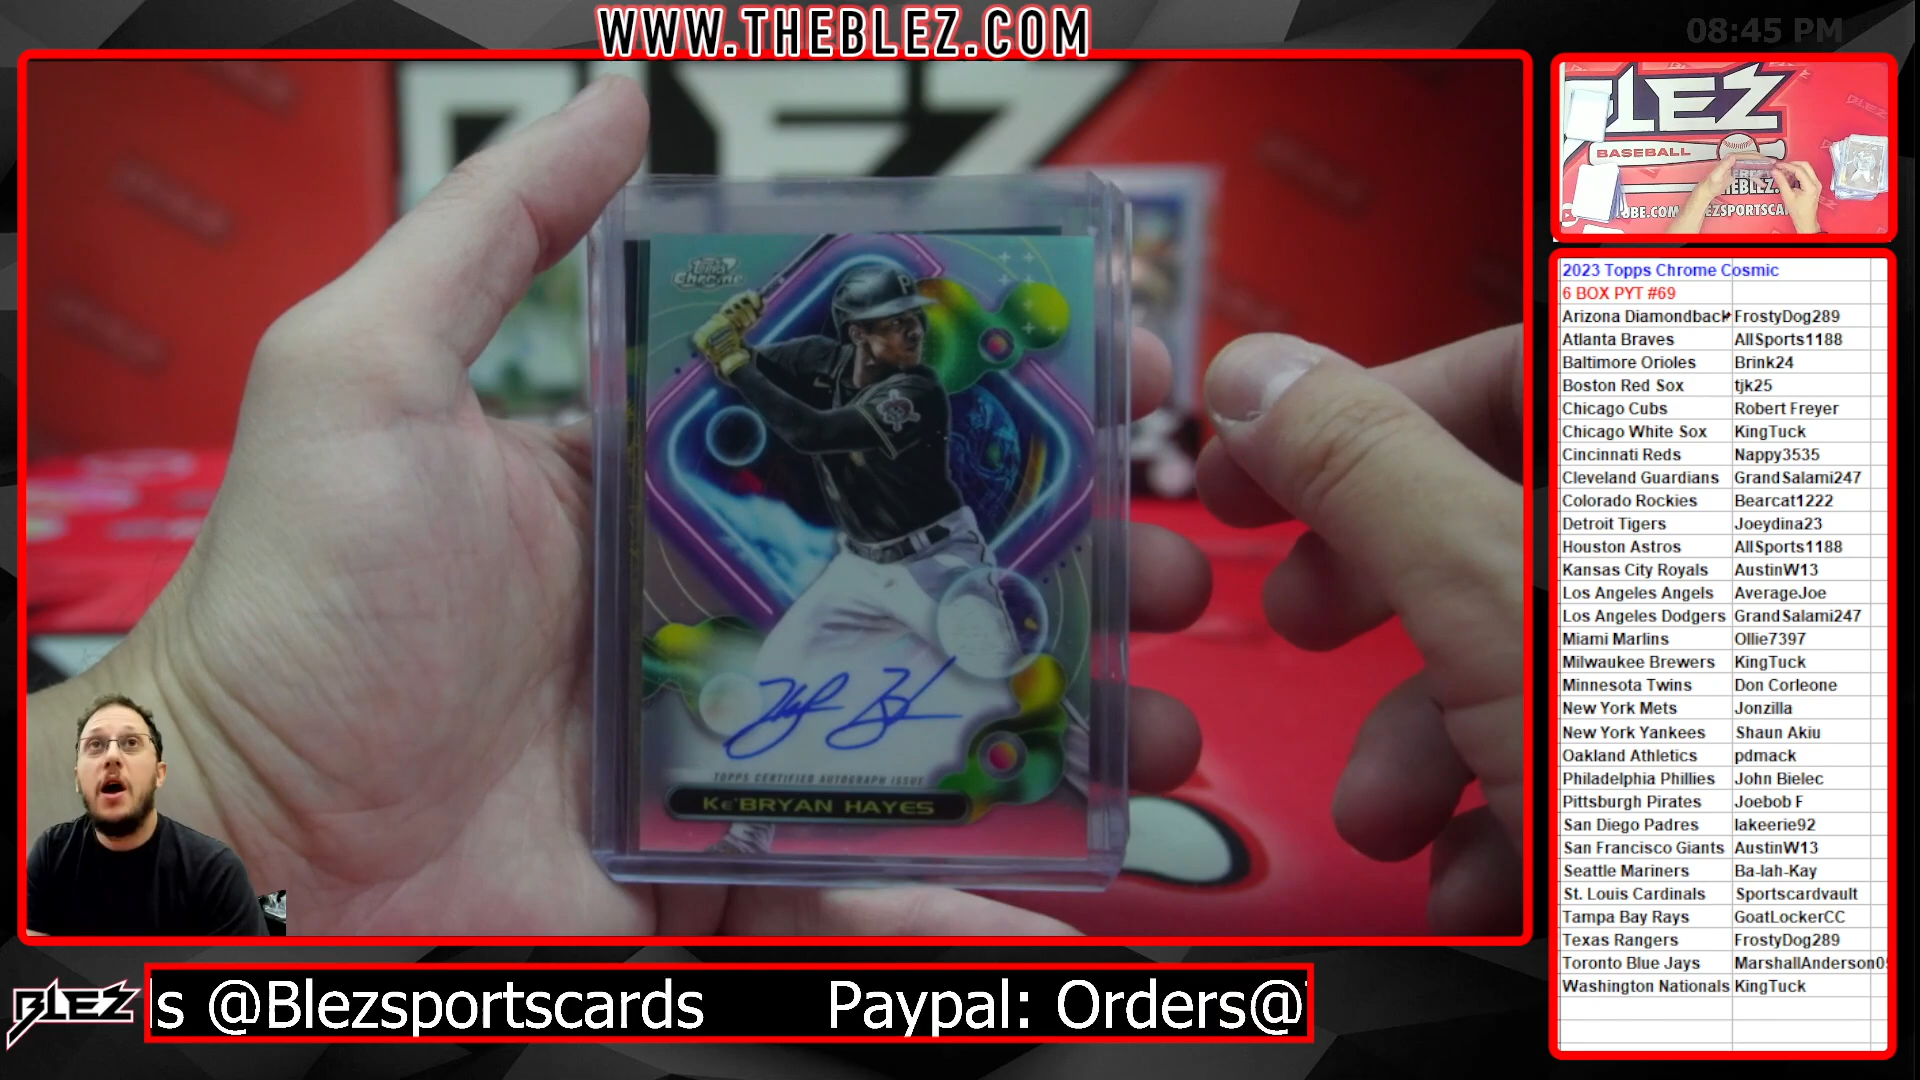 WWW.THEBLEZ.COM
08:45 PM
BLEZ
BASEBALL
THEBLEZ.
Topps
Chrome
P
TOPPS CERTIFIED AUTOGRAPH ISSUE
Ke'BRYAN HAYES
2023 Topps Chrome Cosmic
6 BOX PYT #69
Arizona Diamondback FrostyDog289
Atlanta Braves AllSports1188
Baltimore Orioles Brink24
Boston Red Sox tjk25
Chicago Cubs Robert Freyer
Chicago White Sox KingTuck
Cincinnati Reds Nappy3535
Cleveland Guardians GrandSalami247
Colorado Rockies Bearcat1222
Detroit Tigers Joeydina23
Houston Astros AllSports1188
Kansas City Royals AustinW13
Los Angeles Angels AverageJoe
Los Angeles Dodgers GrandSalami247
Miami Marlins Ollie7397
Milwaukee Brewers KingTuck
Minnesota Twins Don Corleone
New York Mets Jonzilla
New York Yankees Shaun Akiu
Oakland Athletics pdmack
Philadelphia Phillies John Bielec
Pittsburgh Pirates Joebob F
San Diego Padres lakeerie92
San Francisco Giants AustinW13
Seattle Mariners Ba-lah-Kay
St. Louis Cardinals Sportscardvault
Tampa Bay Rays GoatLockerCC
Texas Rangers FrostyDog289
Toronto Blue Jays MarshallAnderson05
Washington Nationals KingTuck
BLEZ
ls @Blezsportscards Paypal: Orders@